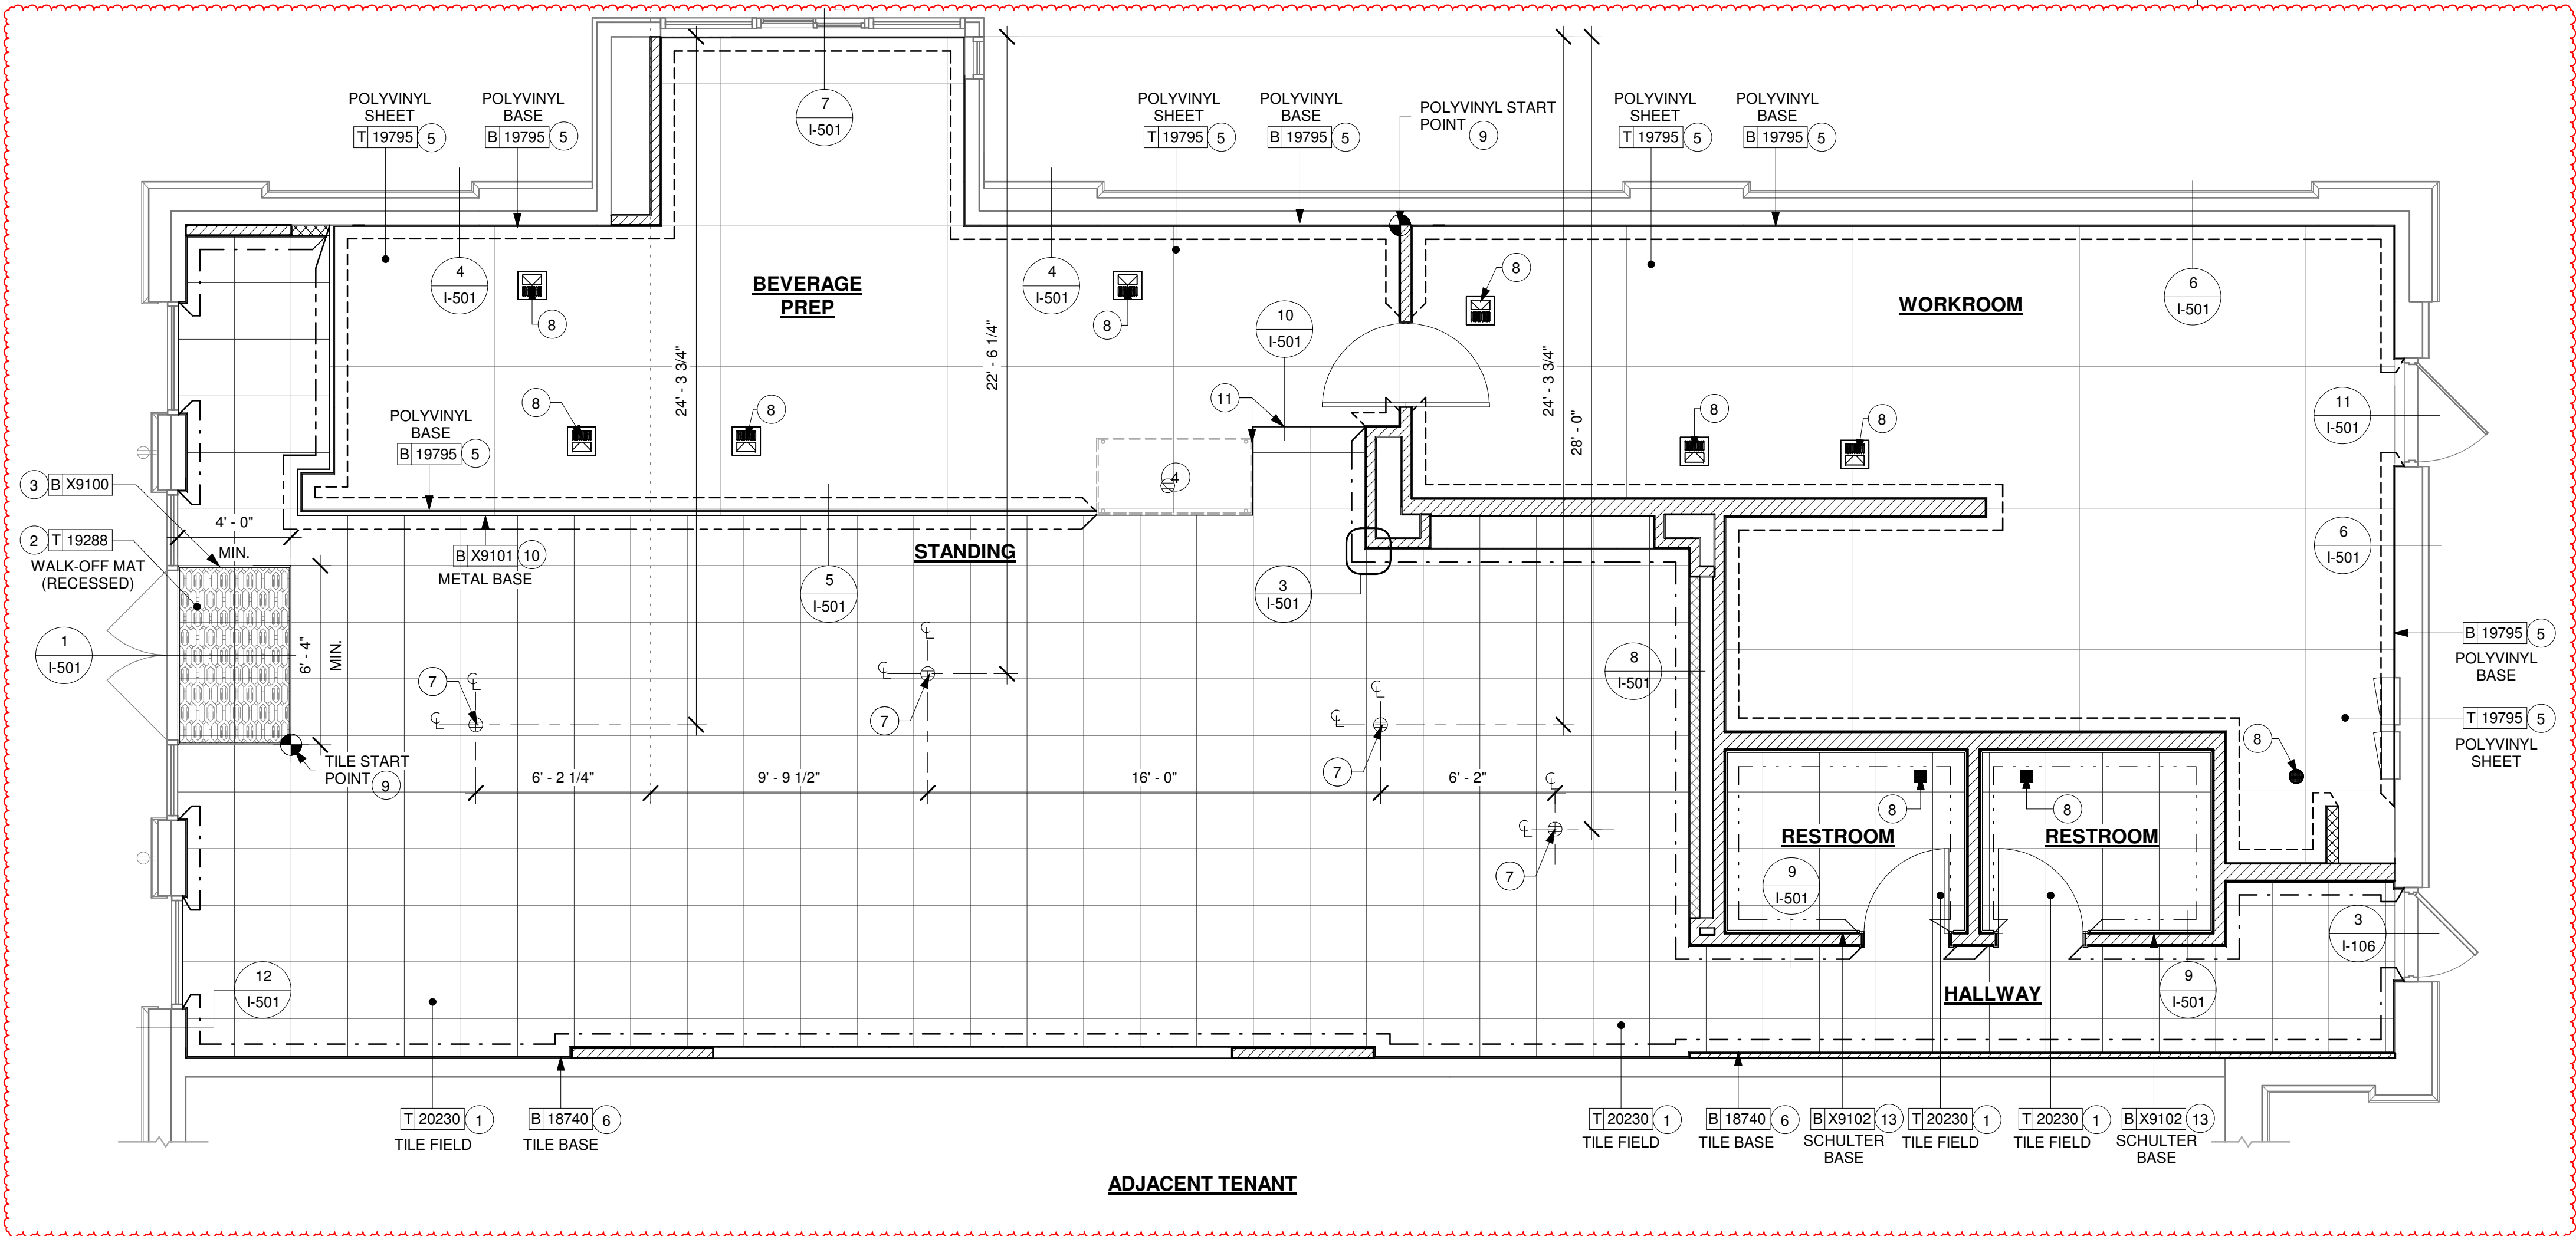 7
I-501
POLYVINYL
SHEET
T 19795 5
POLYVINYL
BASE
B 19795 5
POLYVINYL
SHEET
T 19795 5
POLYVINYL
BASE
B 19795 5
POLYVINYL START
POINT 9
POLYVINYL
SHEET
T 19795 5
POLYVINYL
BASE
B 19795 5
4
I-501
8
BEVERAGE
PREP
4
I-501
8
10
I-501
8
WORKROOM
6
I-501
24' - 3 3/4"
22' - 6 1/4"
24' - 3 3/4"
28' - 0"
8
8
11
8
8
11
I-501
POLYVINYL
BASE
B 19795 5
4
3 B X9100
4' - 0"
MIN.
2 T 19288
WALK-OFF MAT
(RECESSED)
B X9101 10
METAL BASE
STANDING
5
I-501
3
I-501
6
I-501
1
I-501
6' - 4"
MIN.
8
I-501
B 19795 5
POLYVINYL
BASE
7
℄
℄
7
℄
℄
7
℄
℄
T 19795 5
POLYVINYL
SHEET
8
TILE START
POINT 9
6' - 2 1/4"
9' - 9 1/2"
16' - 0"
6' - 2"
℄
℄
7
8
8
RESTROOM
RESTROOM
9
I-501
3
I-106
12
I-501
HALLWAY
9
I-501
T 20230 1
TILE FIELD
B 18740 6
TILE BASE
T 20230 1
TILE FIELD
B 18740 6
TILE BASE
B X9102 13
SCHULTER
BASE
T 20230 1
TILE FIELD
T 20230 1
TILE FIELD
B X9102 13
SCHULTER
BASE
ADJACENT TENANT